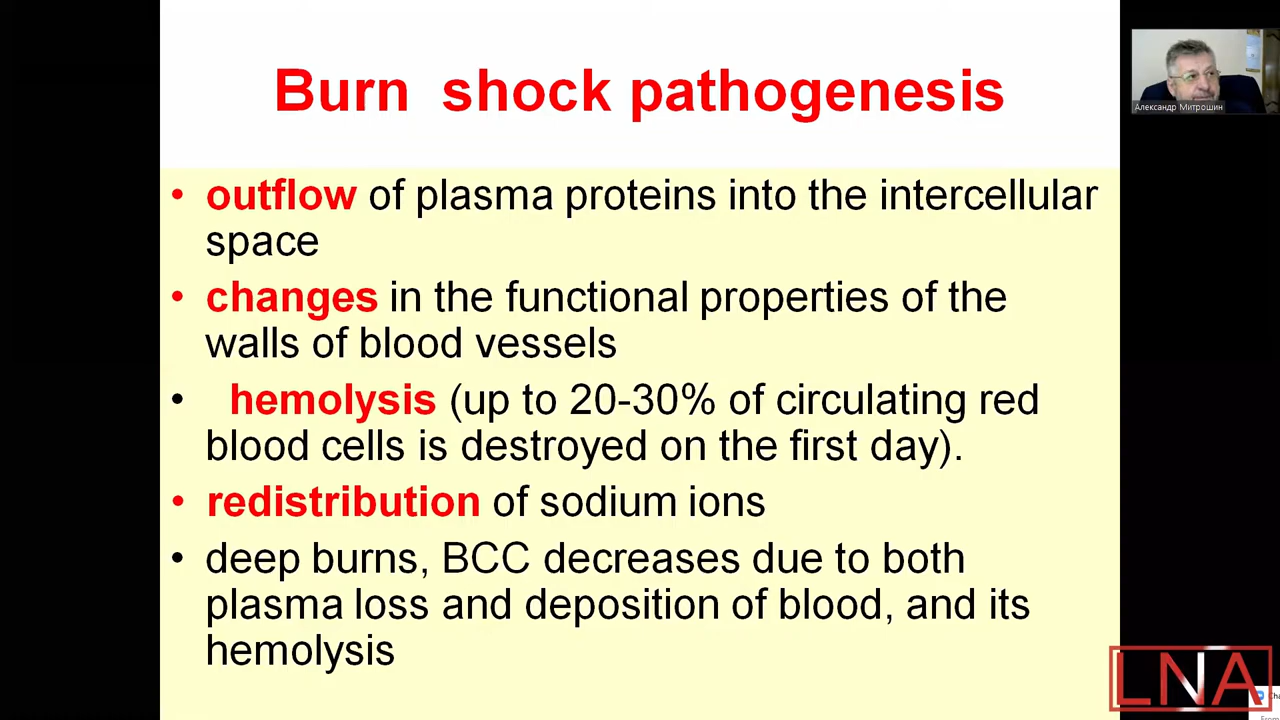 Burn shock pathogenesis
Александр Митрошин
• outflow of plasma proteins into the intercellular
space
• changes in the functional properties of the
walls of blood vessels
• hemolysis (up to 20-30% of circulating red
blood cells is destroyed on the first day).
• redistribution of sodium ions
• deep burns, BCC decreases due to both
plasma loss and deposition of blood, and its
hemolysis
LNA